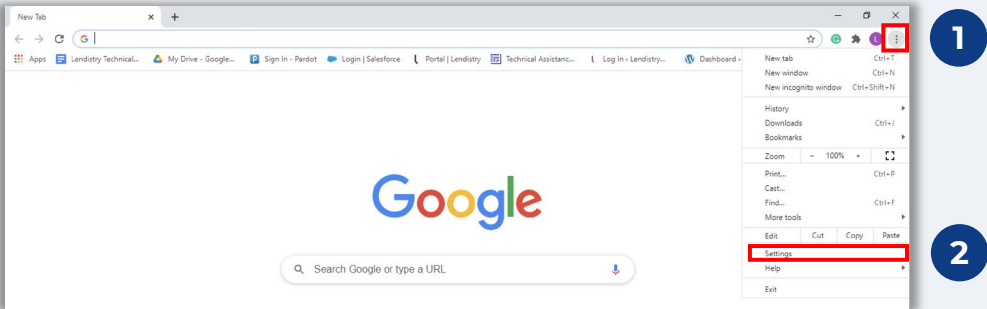 New Tab
1
G
L
Apps Lendistry Technical... My Drive - Google... Sign In - Pardot Login | Salesforce Portal | Lendistry Technical Assistanc... Log In ‹ Lendistry... Dashboard ‹
New tab Ctrl+T
New window Ctrl+N
New incognito window Ctrl+Shift+N
History
Downloads Ctrl+J
Bookmarks
Zoom - 100% +
Print... Ctrl+P
Cast...
Find... Ctrl+F
More tools
Edit Cut Copy Paste
Settings
2
Help
Exit
Google
Search Google or type a URL